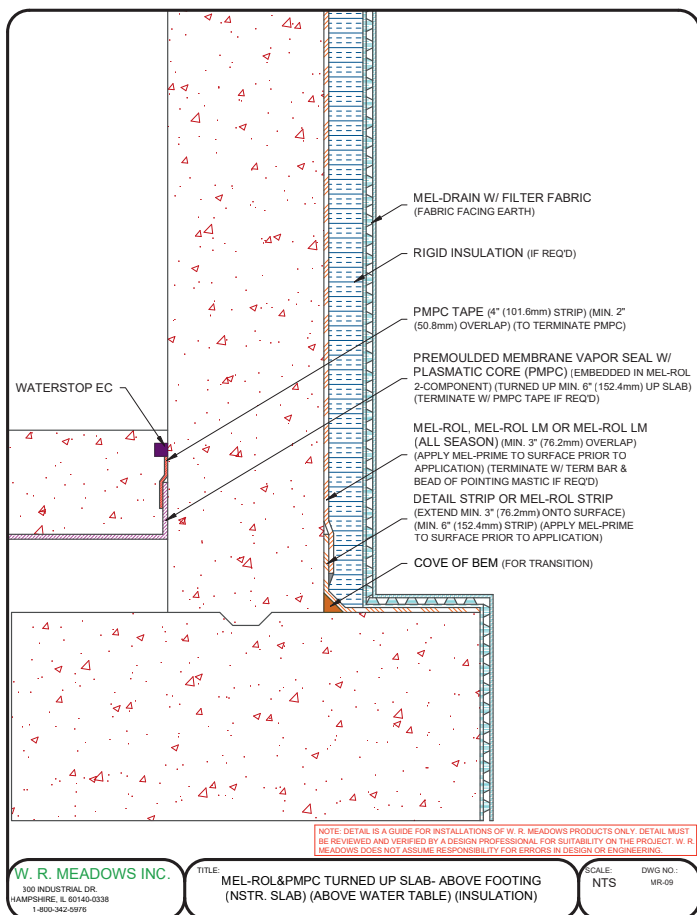 MEL-DRAIN W/ FILTER FABRIC
(FABRIC FACING EARTH)
RIGID INSULATION (IF REQ'D)
PMPC TAPE (4" (101.6mm) STRIP) (MIN. 2"
(50.8mm) OVERLAP) (TO TERMINATE PMPC)
PREMOULDED MEMBRANE VAPOR SEAL W/
PLASMATIC CORE (PMPC) (EMBEDDED IN MEL-ROL
2-COMPONENT) (TURNED UP MIN. 6" (152.4mm) UP SLAB)
(TERMINATE W/ PMPC TAPE IF REQ'D)
WATERSTOP EC
MEL-ROL, MEL-ROL LM OR MEL-ROL LM
(ALL SEASON) (MIN. 3" (76.2mm) OVERLAP)
(APPLY MEL-PRIME TO SURFACE PRIOR TO
APPLICATION) (TERMINATE W/ TERM BAR &
BEAD OF POINTING MASTIC IF REQ'D)
DETAIL STRIP OR MEL-ROL STRIP
(EXTEND MIN. 3" (76.2mm) ONTO SURFACE)
(MIN. 6" (152.4mm) STRIP) (APPLY MEL-PRIME
TO SURFACE PRIOR TO APPLICATION)
COVE OF BEM (FOR TRANSITION)
NOTE: DETAIL IS A GUIDE FOR INSTALLATIONS OF W. R. MEADOWS PRODUCTS ONLY. DETAIL MUST
BE REVIEWED AND VERIFIED BY A DESIGN PROFESSIONAL FOR SUITABILITY ON THE PROJECT. W. R.
MEADOWS DOES NOT ASSUME RESPONSIBILITY FOR ERRORS IN DESIGN OR ENGINEERING.
W. R. MEADOWS INC.
300 INDUSTRIAL DR.
HAMPSHIRE, IL 60140-0338
1-800-342-5976
TITLE:
MEL-ROL&PMPC TURNED UP SLAB- ABOVE FOOTING
(NSTR. SLAB) (ABOVE WATER TABLE) (INSULATION)
SCALE:
NTS
DWG NO.:
MR-09